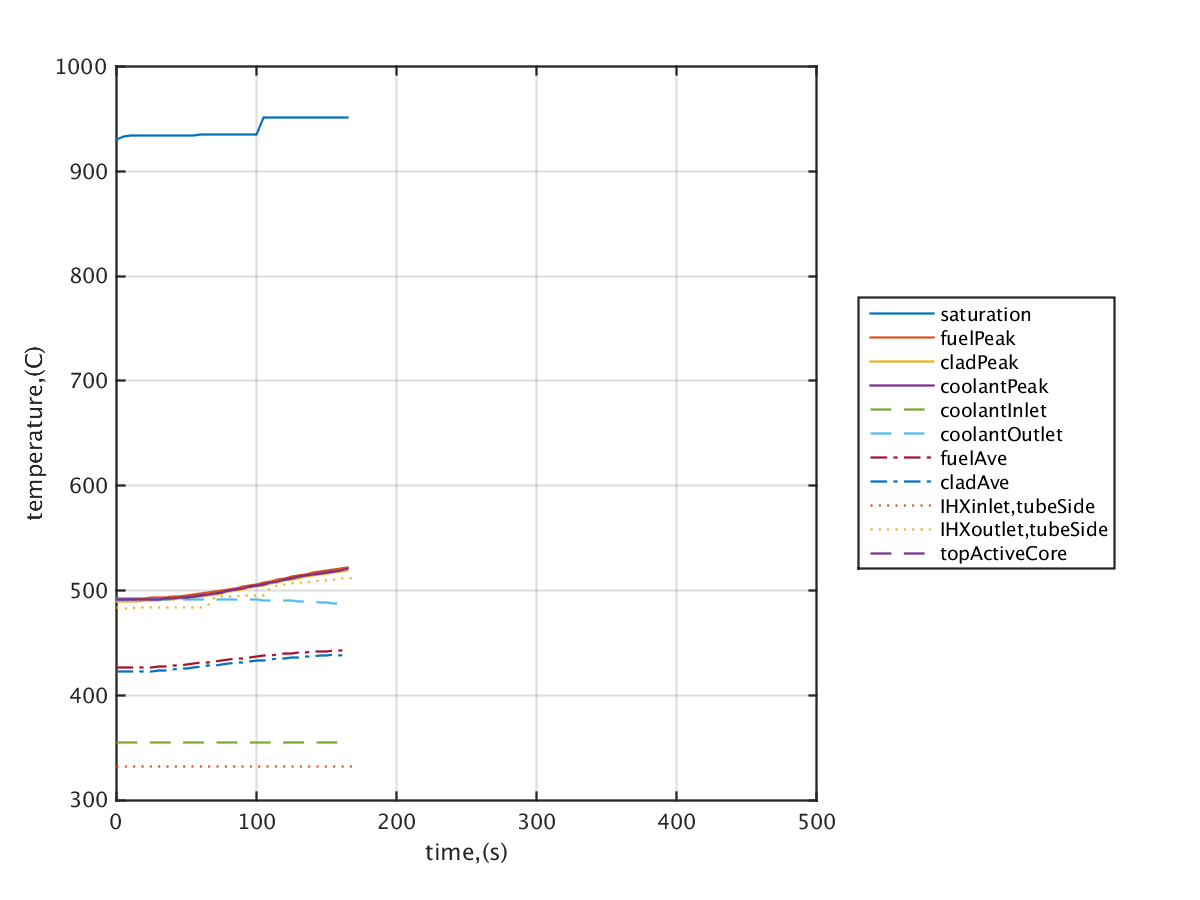 1000
900
800
700
600
500
400
300
0 100 200 300 400 500
time,(s)
temperature,(C)
saturation
fuelPeak
cladPeak
coolantPeak
coolantInlet
coolantOutlet
fuelAve
cladAve
IHXinlet,tubeSide
IHXoutlet,tubeSide
topActiveCore